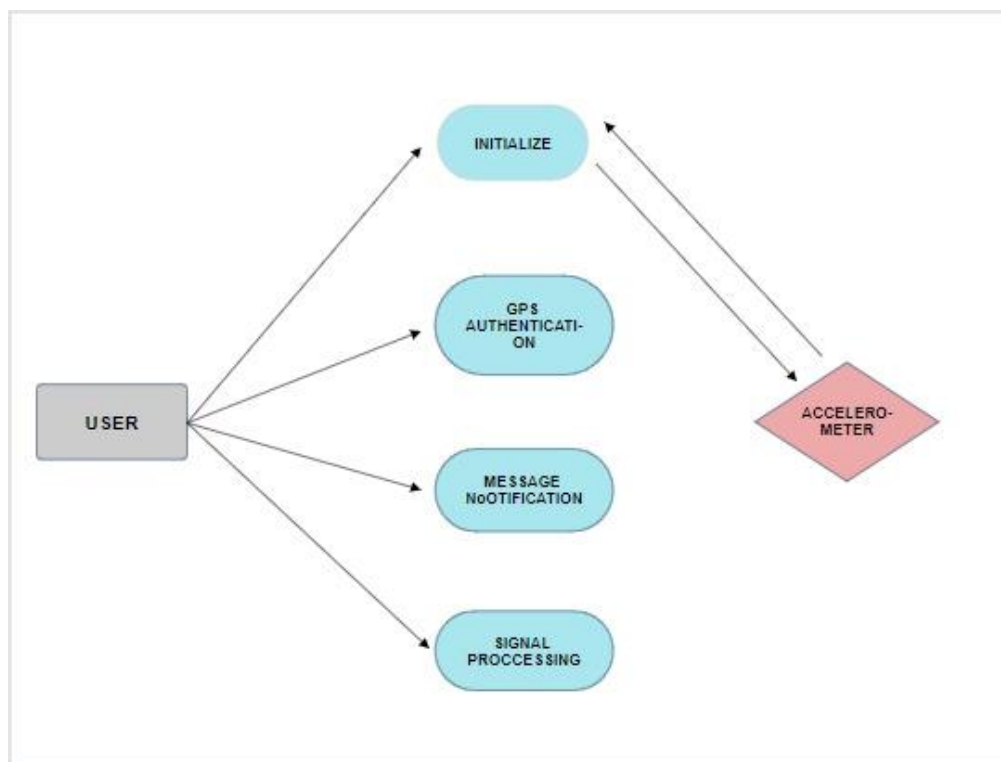 INITIALIZE
GPS
AUTHENTICATI-
ON
USER
ACCELERO-
METER
MESSAGE
NoOTIFICATION
SIGNAL
PROCCESSING